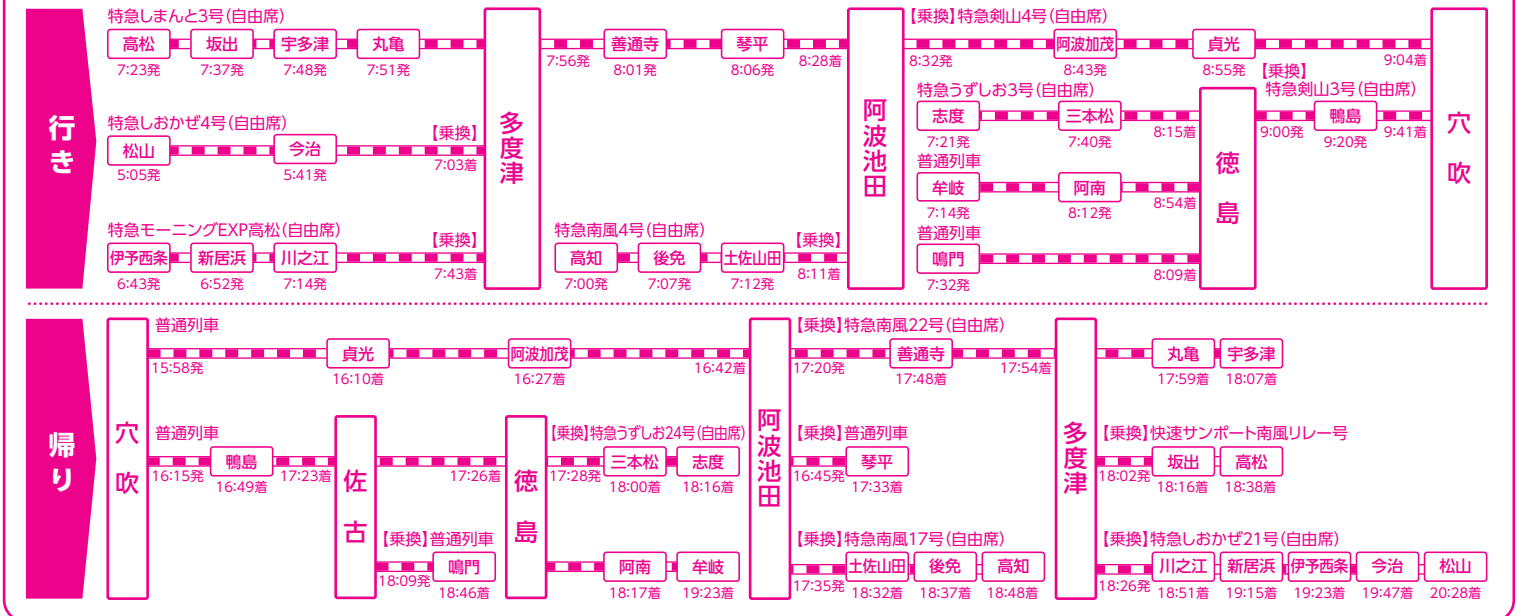 行き
特急しまんと3号(自由席)
高松 坂出 宇多津 丸亀
7:23発 7:37発 7:48発 7:51発
特急しおかぜ4号(自由席)
【乗換】
松山 今治
5:05発 5:41発 7:03着
特急モーニングEXP高松(自由席)
【乗換】
伊予西条 新居浜 川之江
6:43発 6:52発 7:14発 7:43着
多度津
善通寺 琴平
7:56発 8:01発 8:06発 8:28着
特急南風4号(自由席)
【乗換】
高知 後免 土佐山田
7:00発 7:07発 7:12発 8:11着
阿波池田
【乗換】特急剣山4号(自由席)
阿波加茂 貞光
8:32発 8:43発 8:55発 9:04着
特急うずしお3号(自由席)
志度 三本松
7:21発 7:40発 8:15着
普通列車
牟岐 阿南
7:14発 8:12発 8:54着
普通列車
鳴門
7:32発 8:09着
徳島
【乗換】
特急剣山3号(自由席)
鴨島
9:00発 9:20発 9:41着
穴吹
帰り
穴吹
普通列車
貞光 阿波加茂
15:58発 16:10着 16:27着 16:42着
普通列車
鴨島
16:15発 16:49着 17:23着
佐古
17:26着
【乗換】普通列車
鳴門
18:09発 18:46着
徳島
【乗換】特急うずしお24号(自由席)
三本松 志度
17:28発 18:00着 18:16着
阿南 牟岐
18:17着 19:23着
阿波池田
【乗換】特急南風22号(自由席)
善通寺
17:20発 17:48着 17:54着
【乗換】普通列車
琴平
16:45発 17:33着
【乗換】特急南風17号(自由席)
土佐山田 後免 高知
17:35発 18:32着 18:37着 18:48着
多度津
丸亀 宇多津
17:59着 18:07着
【乗換】快速サンポート南風リレー号
坂出 高松
18:02発 18:16着 18:38着
【乗換】特急しおかぜ21号(自由席)
川之江 新居浜 伊予西条 今治 松山
18:26発 18:51着 19:15着 19:23着 19:47着 20:28着